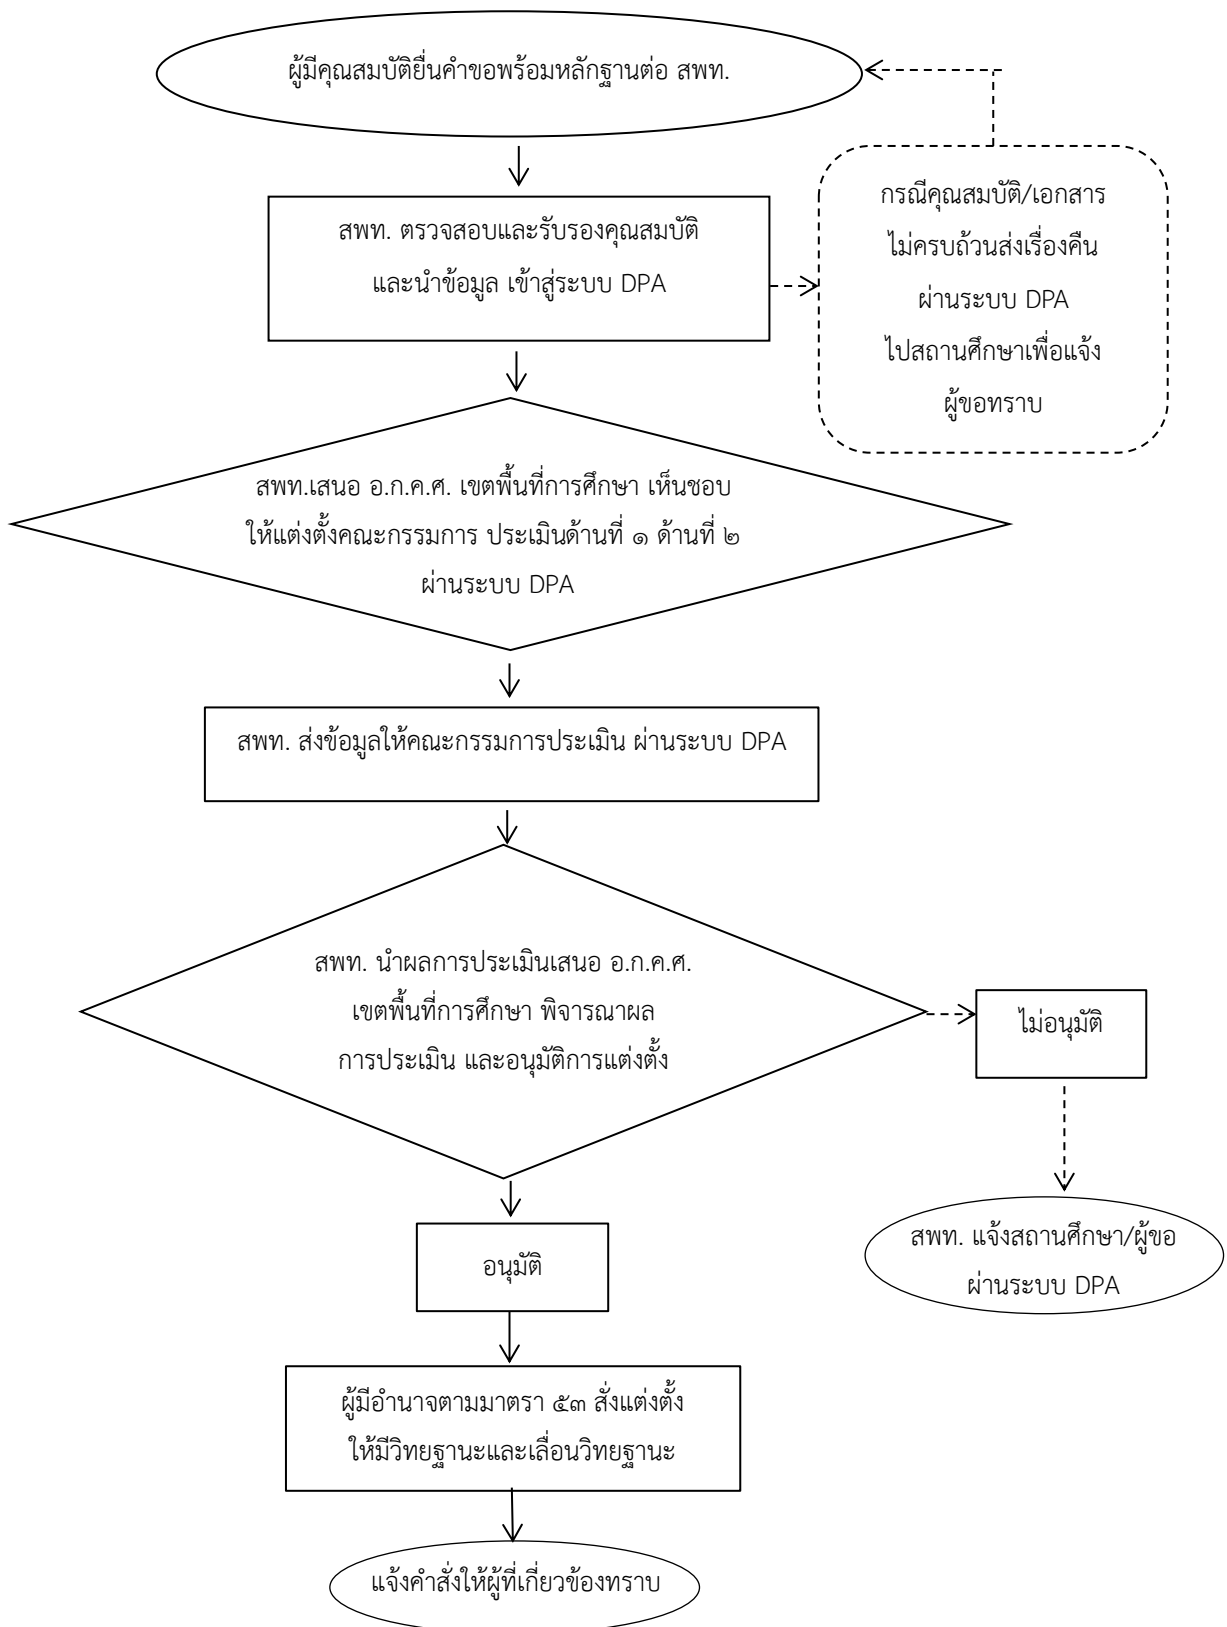 ผู้มีคุณสมบัติยื่นคำขอพร้อมหลักฐานต่อ สพท.
สพท. ตรวจสอบและรับรองคุณสมบัติ
และนำข้อมูล เข้าสู่ระบบ DPA
กรณีคุณสมบัติ/เอกสาร
ไม่ครบถ้วนส่งเรื่องคืน
ผ่านระบบ DPA
ไปสถานศึกษาเพื่อแจ้ง
ผู้ขอทราบ
สพท.เสนอ อ.ก.ค.ศ. เขตพื้นที่การศึกษา เห็นชอบ
ให้แต่งตั้งคณะกรรมการ ประเมินด้านที่ ๑ ด้านที่ ๒
ผ่านระบบ DPA
สพท. ส่งข้อมูลให้คณะกรรมการประเมิน ผ่านระบบ DPA
สพท. นำผลการประเมินเสนอ อ.ก.ค.ศ.
เขตพื้นที่การศึกษา พิจารณาผล
การประเมิน และอนุมัติการแต่งตั้ง
ไม่อนุมัติ
สพท. แจ้งสถานศึกษา/ผู้ขอ
ผ่านระบบ DPA
อนุมัติ
ผู้มีอำนาจตามมาตรา ๕๓ สั่งแต่งตั้ง
ให้มีวิทยฐานะและเลื่อนวิทยฐานะ
แจ้งคำสั่งให้ผู้ที่เกี่ยวข้องทราบ